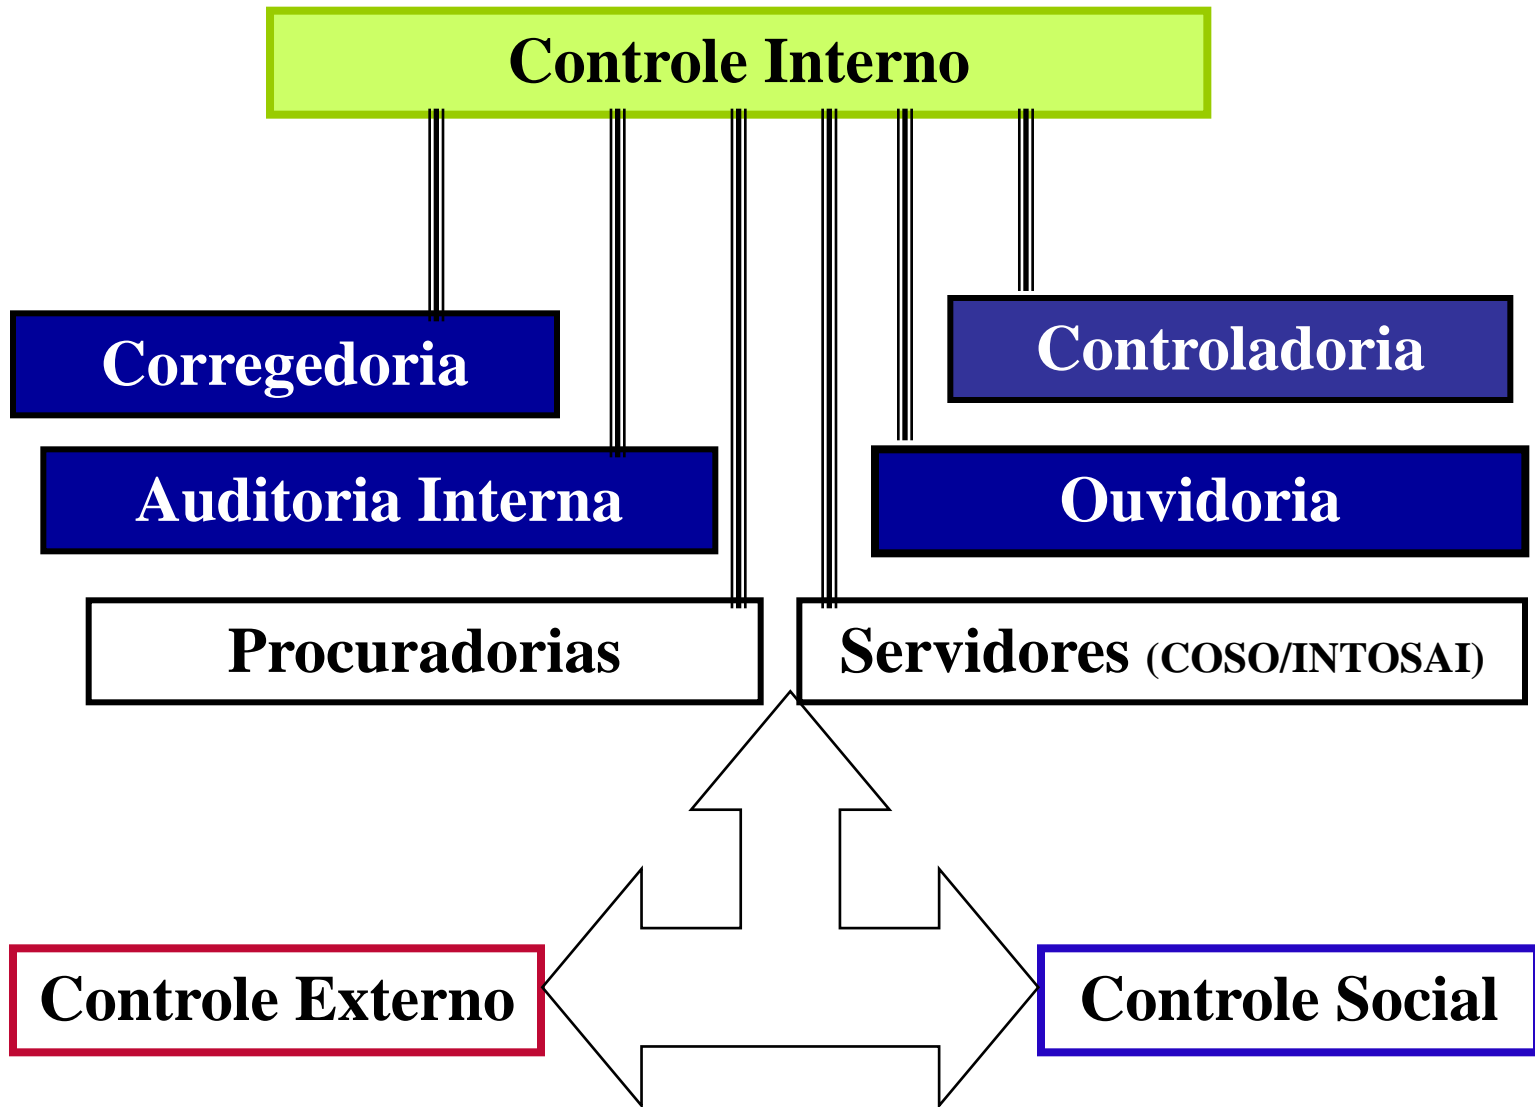 Controle Interno
Corregedoria
Controladoria
Auditoria Interna
Ouvidoria
Procuradorias
Servidores (COSO/INTOSAI)
Controle Externo
Controle Social